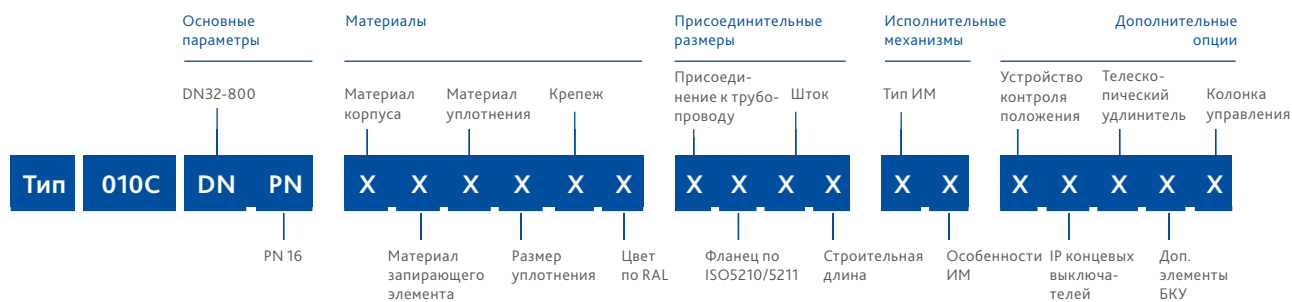 Основные
параметры
Материалы
Присоединительные
размеры
Исполнительные
механизмы
Дополнительные
опции
DN32-800
Материал
корпуса
Материал
уплотнения
Крепеж
Присоеди-
нение к трубо-
проводу
Шток
Тип ИМ
Устройство
контроля
положения
Телеско-
пический
удлинитель
Колонка
управления
Тип 010С DN PN X X X X X X X X X X X X X X X X X
PN 16
Материал
запирающего
элемента
Размер
уплотнения
Цвет
по RAL
Фланец по
ISO5210/5211
Строительная
длина
Особенности
ИМ
IP концевых
выключа-
телей
Доп.
элементы
БКУ